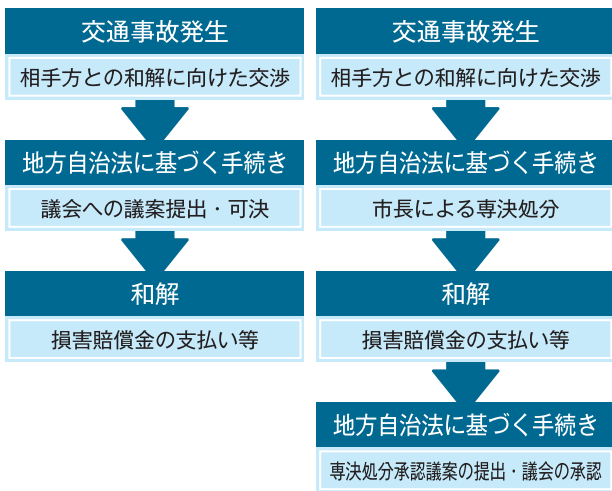 交通事故発生
相手方との和解に向けた交渉
地方自治法に基づく手続き
議会への議案提出・可決
和解
損害賠償金の支払い等
交通事故発生
相手方との和解に向けた交渉
地方自治法に基づく手続き
市長による専決処分
和解
損害賠償金の支払い等
地方自治法に基づく手続き
専決処分承認議案の提出・議会の承認